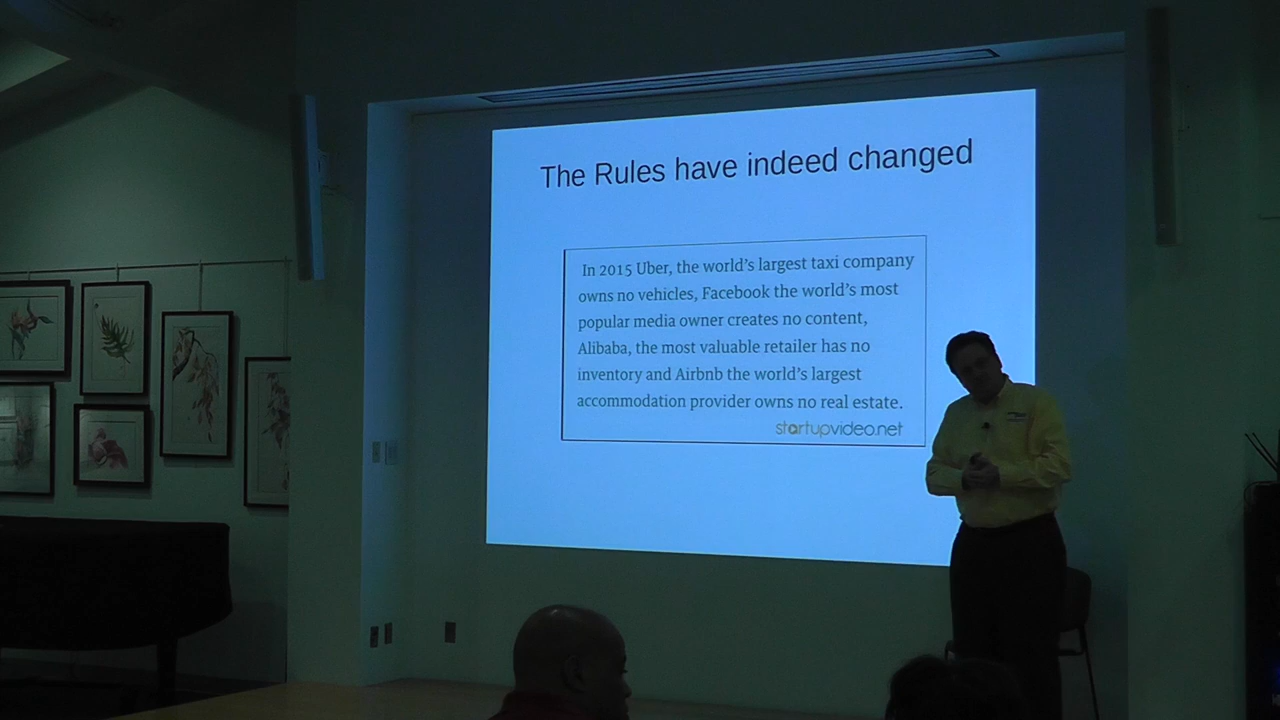 The Rules have indeed changed
In 2015 Uber, the world's largest taxi company
owns no vehicles, Facebook the world's most
popular media owner creates no content,
Alibaba, the most valuable retailer has no
inventory and Airbnb the world's largest
accommodation provider owns no real estate.
startupvideo.net